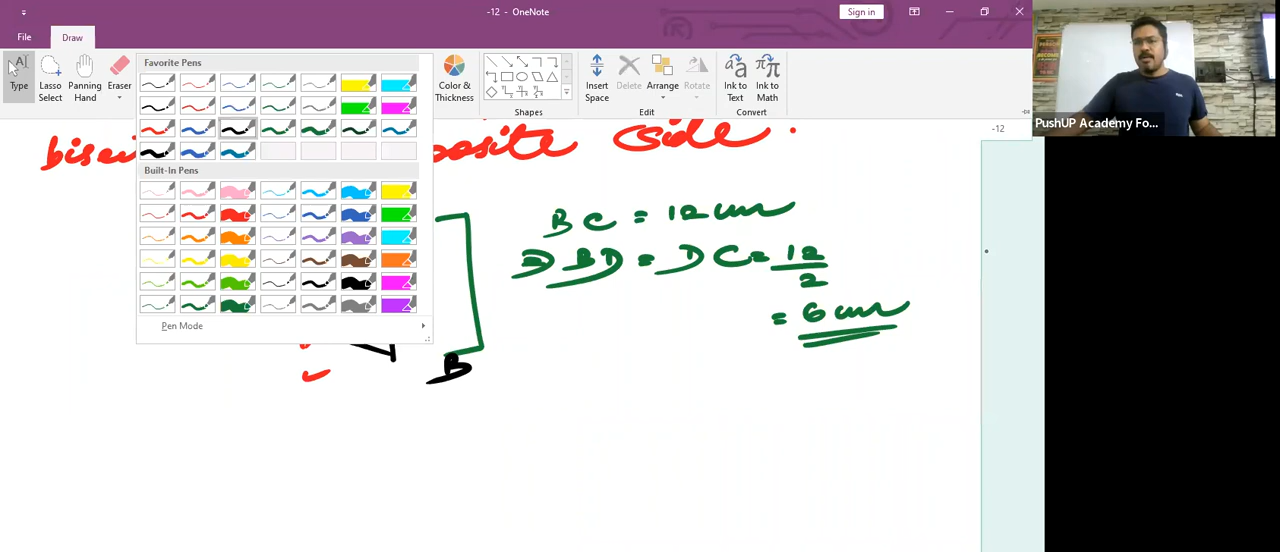 -12 - OneNote
Sign in
File
Draw
Type
Lasso
Select
Panning
Hand
Eraser
Favorite Pens
Built-In Pens
Pen Mode
Color &
Thickness
Shapes
Insert
Space
Delete
Arrange
Rotate
Edit
Ink to
Text
Ink to
Math
Convert
-12
PushUP Academy Fo...
side.
BC = 12cm
⇒ BD = DC = 12/2
= 6cm
B